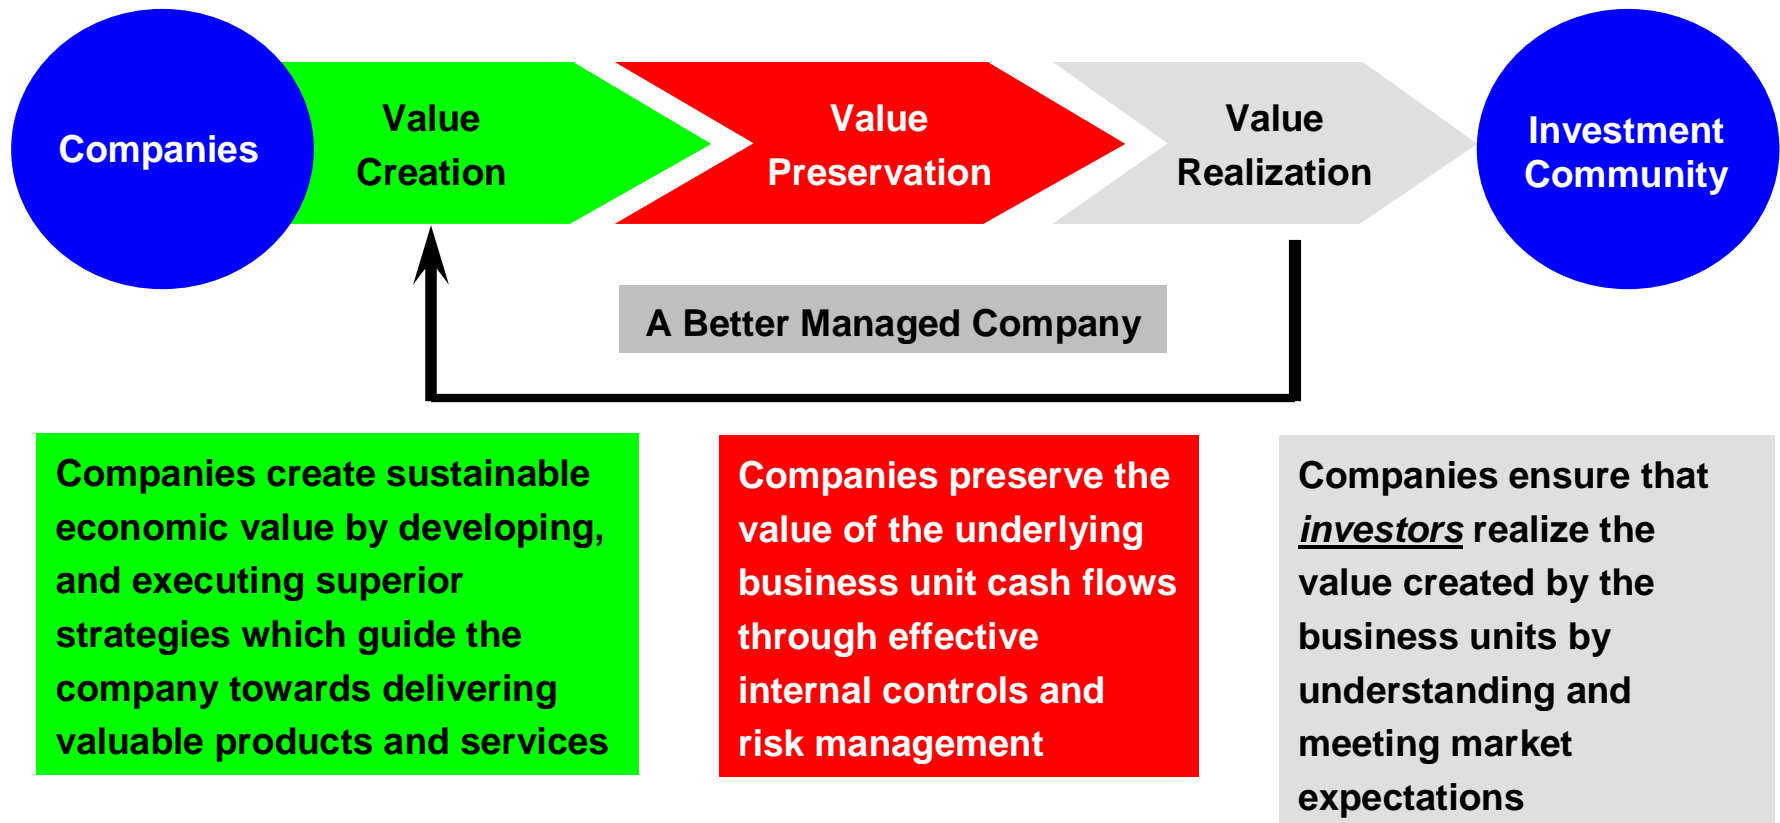 Companies
Value
Creation
Value
Preservation
Value
Realization
Investment
Community
A Better Managed Company
Companies create sustainable
economic value by developing,
and executing superior
strategies which guide the
company towards delivering
valuable products and services
Companies preserve the
value of the underlying
business unit cash flows
through effective
internal controls and
risk management
Companies ensure that
investors realize the
value created by the
business units by
understanding and
meeting market
expectations